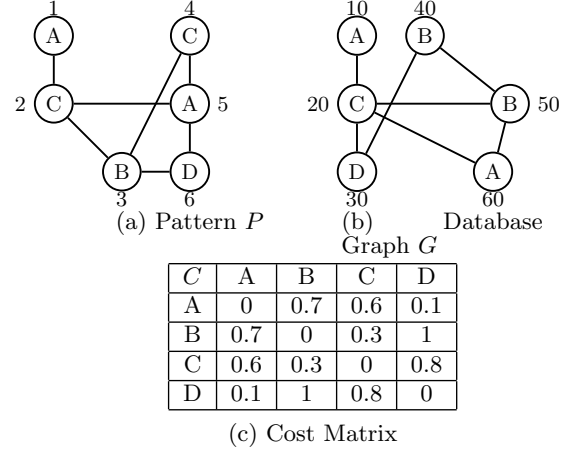 1 4 10 40
A C A B
2 C A 5 20 C B 50
B D D A
3 6 30 60
(a) Pattern P (b) Database
Graph G
C A B C D
A 0 0.7 0.6 0.1
B 0.7 0 0.3 1
C 0.6 0.3 0 0.8
D 0.1 1 0.8 0
(c) Cost Matrix